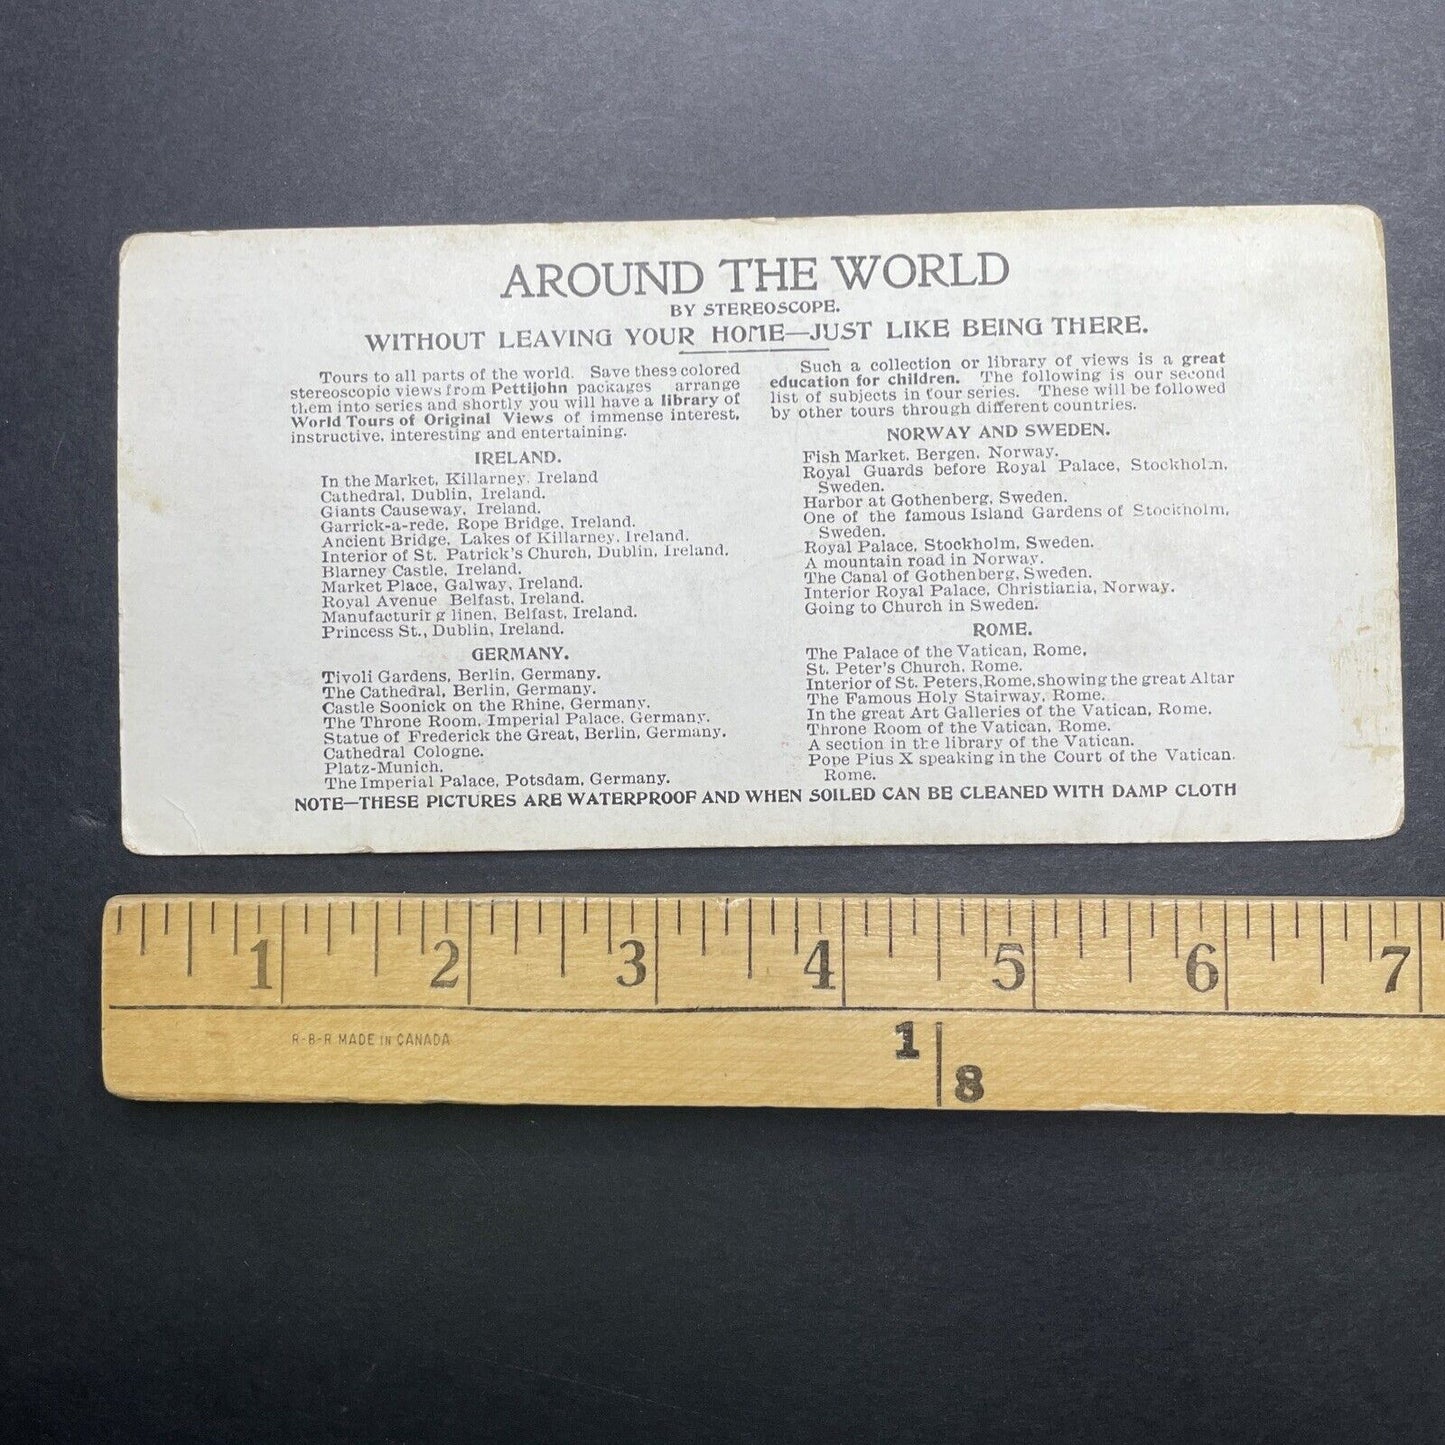 AROUND THE WORLD
BY STEREOSCOPE.
WITHOUT LEAVING YOUR HOME—JUST LIKE BEING THERE.
Tours to all parts of the world. Save these colored
stereoscopic views from Pettijohn packages arrange
them into series and shortly you will have a library of
World Tours of Original Views of immense interest,
instructive, interesting and entertaining.
IRELAND.
In the Market, Killarney, Ireland
Cathedral, Dublin, Ireland.
Giants Causeway, Ireland.
Garrick-a-rede, Rope Bridge, Ireland.
Ancient Bridge, Lakes of Killarney, Ireland.
Interior of St. Patrick's Church, Dublin, Ireland.
Blarney Castle, Ireland.
Market Place, Galway, Ireland.
Royal Avenue Belfast, Ireland.
Manufacturing linen, Belfast, Ireland.
Princess St., Dublin, Ireland.
GERMANY.
Tivoli Gardens, Berlin, Germany.
The Cathedral, Berlin, Germany.
Castle Soonick on the Rhine, Germany.
The Throne Room, Imperial Palace, Germany.
Statue of Frederick the Great, Berlin, Germany.
Cathedral Cologne.
Platz-Munich.
The Imperial Palace, Potsdam, Germany.
Such a collection or library of views is a great
education for children. The following is our second
list of subjects in four series. These will be followed
by other tours through different countries.
NORWAY AND SWEDEN.
Fish Market, Bergen, Norway.
Royal Guards before Royal Palace, Stockholm,
Sweden.
Harbor at Gothenberg, Sweden.
One of the famous Island Gardens of Stockholm,
Sweden.
Royal Palace, Stockholm, Sweden.
A mountain road in Norway.
The Canal of Gothenberg, Sweden.
Interior Royal Palace, Christiania, Norway.
Going to Church in Sweden.
ROME.
The Palace of the Vatican, Rome,
St. Peter's Church, Rome.
Interior of St. Peters,Rome,showing the great Altar
The Famous Holy Stairway, Rome.
In the great Art Galleries of the Vatican, Rome.
Throne Room of the Vatican, Rome.
A section in the library of the Vatican.
Pope Pius X speaking in the Court of the Vatican.
Rome.
NOTE—THESE PICTURES ARE WATERPROOF AND WHEN SOILED CAN BE CLEANED WITH DAMP CLOTH
1 2 3 4 5 6 7
R-B-R MADE IN CANADA
1 8